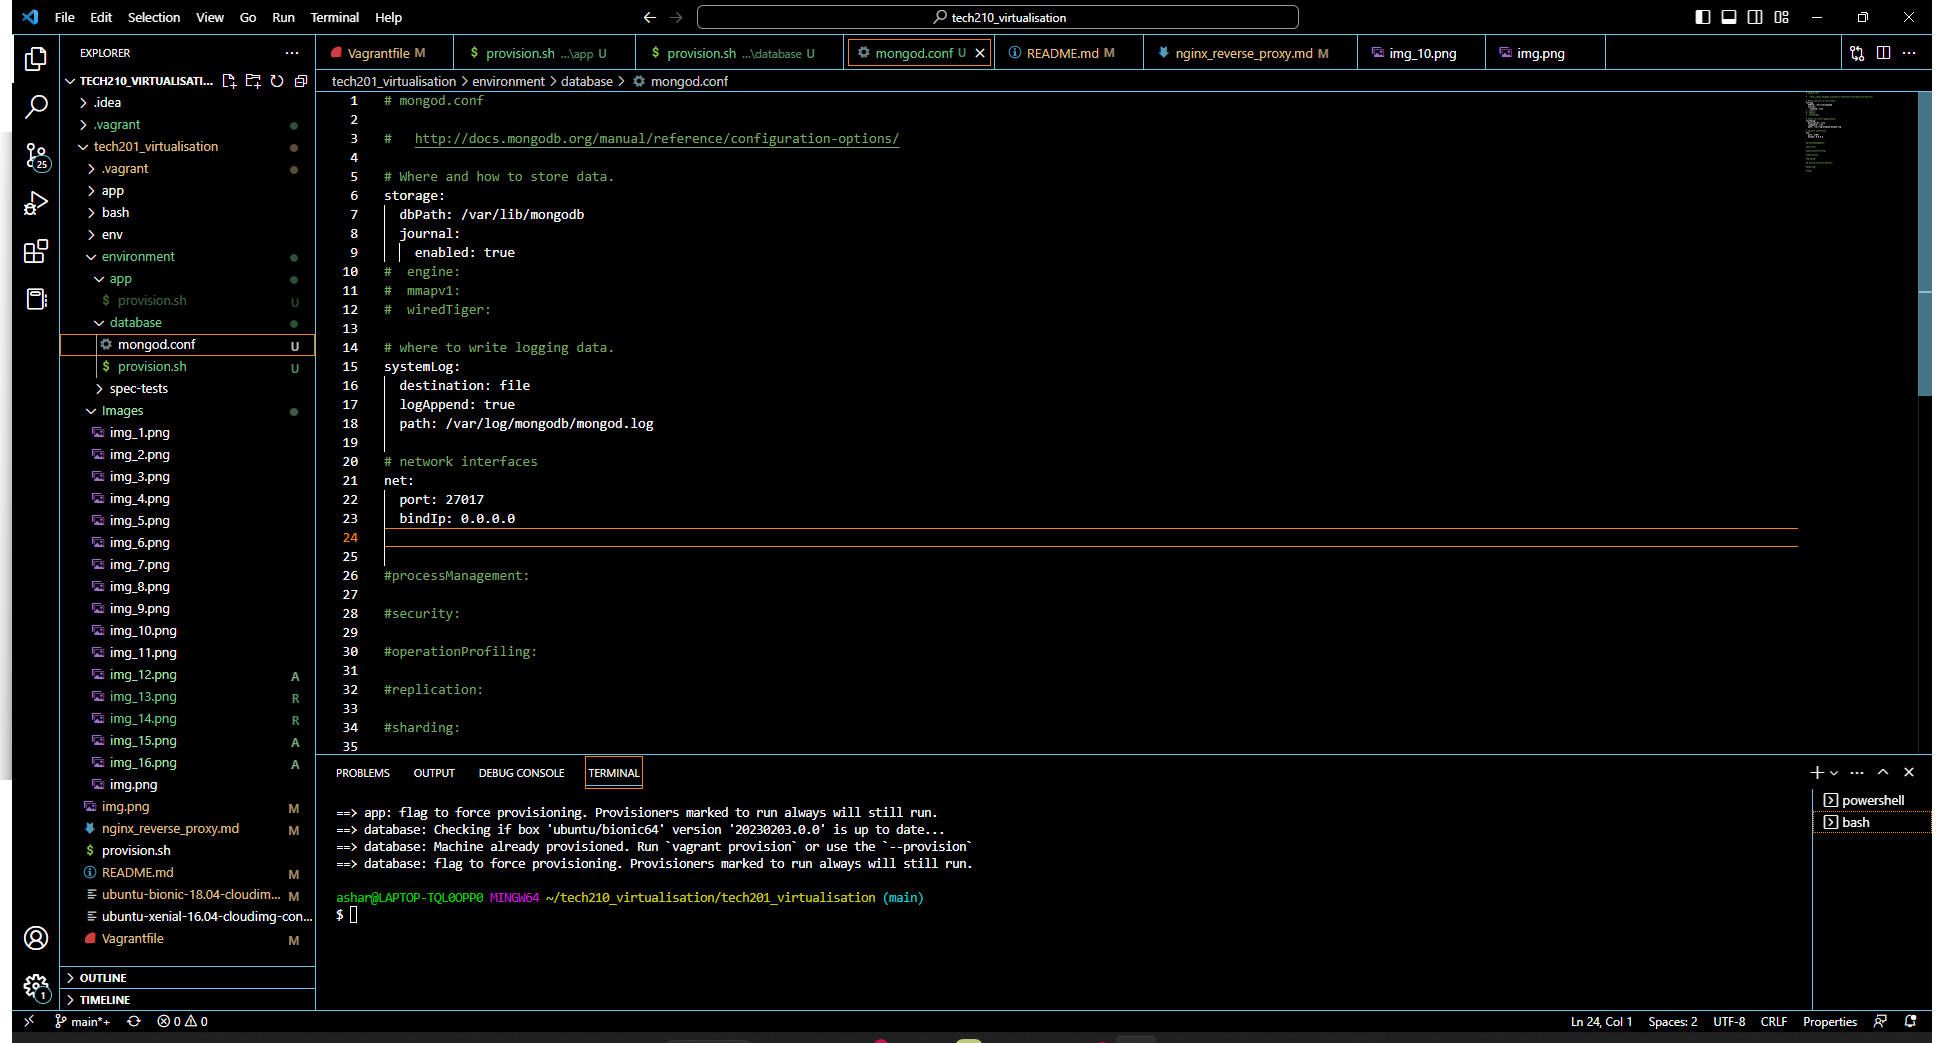 File Edit Selection View Go Run Terminal Help
tech210_virtualisation
EXPLORER
TECH210_VIRTUALISATI...
.idea
.vagrant
tech201_virtualisation
.vagrant
app
bash
env
environment
app
provision.sh U
database
mongod.conf U
provision.sh U
spec-tests
Images
img_1.png
img_2.png
img_3.png
img_4.png
img_5.png
img_6.png
img_7.png
img_8.png
img_9.png
img_10.png
img_11.png
img_12.png A
img_13.png R
img_14.png R
img_15.png A
img_16.png A
img.png
img.png M
nginx_reverse_proxy.md M
provision.sh
README.md M
ubuntu-bionic-18.04-cloudim... M
ubuntu-xenial-16.04-cloudimg-con...
Vagrantfile M
OUTLINE
TIMELINE
25
1
Vagrantfile M
provision.sh ...\app U
provision.sh ...\database U
mongod.conf U
README.md M
nginx_reverse_proxy.md M
img_10.png
img.png
tech201_virtualisation > environment > database > mongod.conf
1 # mongod.conf
2
3 #   http://docs.mongodb.org/manual/reference/configuration-options/
4
5 # Where and how to store data.
6 storage:
7   dbPath: /var/lib/mongodb
8   journal:
9     enabled: true
10 #  engine:
11 #  mmapv1:
12 #  wiredTiger:
13
14 # where to write logging data.
15 systemLog:
16   destination: file
17   logAppend: true
18   path: /var/log/mongodb/mongod.log
19
20 # network interfaces
21 net:
22   port: 27017
23   bindIp: 0.0.0.0
24
25
26 #processManagement:
27
28 #security:
29
30 #operationProfiling:
31
32 #replication:
33
34 #sharding:
35
PROBLEMS OUTPUT DEBUG CONSOLE TERMINAL
==> app: flag to force provisioning. Provisioners marked to run always will still run.
==> database: Checking if box 'ubuntu/bionic64' version '20230203.0.0' is up to date...
==> database: Machine already provisioned. Run `vagrant provision` or use the `--provision`
==> database: flag to force provisioning. Provisioners marked to run always will still run.
ashar@LAPTOP-TQL0OPP0 MINGW64 ~/tech210_virtualisation/tech201_virtualisation (main)
$
powershell
bash
main*+ 0 0
Ln 24, Col 1 Spaces: 2 UTF-8 CRLF Properties